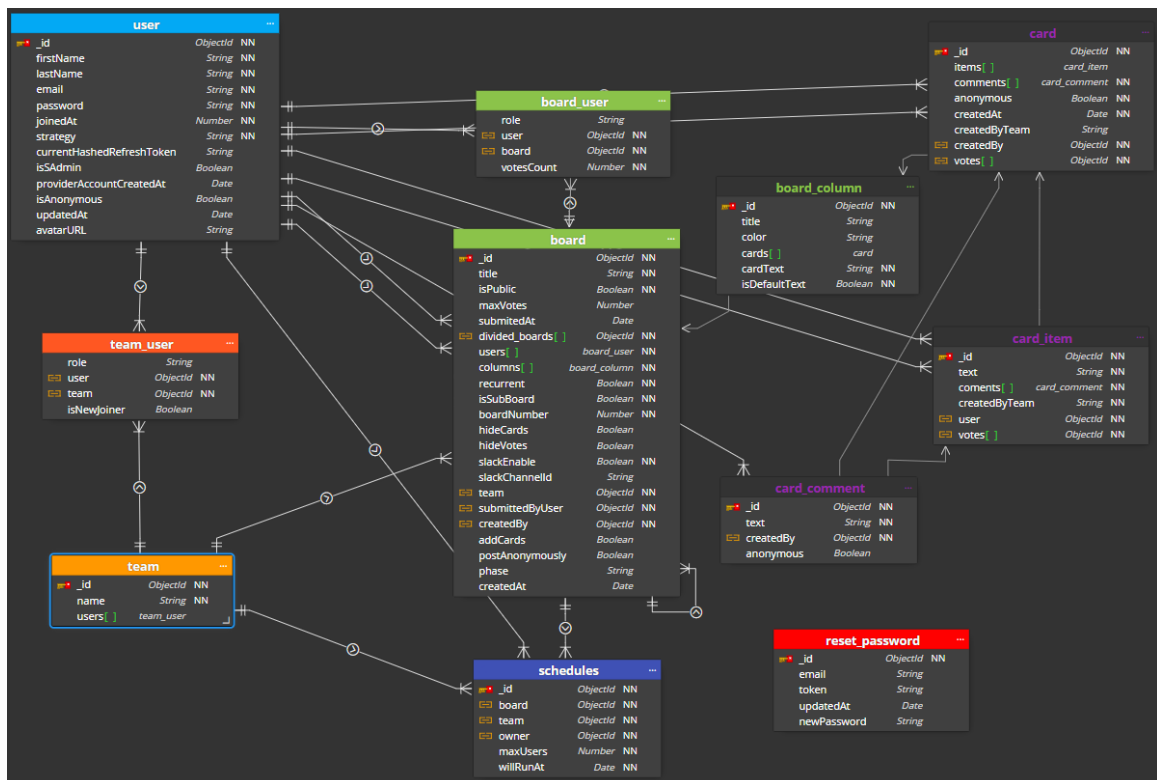 user ...
_id ObjectId NN
firstName String NN
lastName String NN
email String NN
password String NN
joinedAt Number NN
strategy String NN
currentHashedRefreshToken String
isSAdmin Boolean
providerAccountCreatedAt Date
isAnonymous Boolean
updatedAt Date
avatarURL String
board_user ...
role String
user ObjectId NN
board ObjectId NN
votesCount Number NN
card ...
_id ObjectId NN
items[ ] card_item
comments[ ] card_comment NN
anonymous Boolean NN
createdAt Date NN
createdByTeam String
createdBy ObjectId NN
votes[ ] ObjectId NN
board_column ...
_id ObjectId NN
title String
color String
cards[ ] card
cardText String NN
isDefaultText Boolean NN
board ...
_id ObjectId NN
title String NN
isPublic Boolean NN
maxVotes Number
submitedAt Date
divided_boards[ ] ObjectId NN
users[ ] board_user NN
columns[ ] board_column NN
recurrent Boolean NN
isSubBoard Boolean NN
boardNumber Number NN
hideCards Boolean
hideVotes Boolean
slackEnable Boolean NN
slackChannelId String
team ObjectId NN
submittedByUser ObjectId NN
createdBy ObjectId NN
addCards Boolean
postAnonymously Boolean
phase String
createdAt Date
team_user ...
role String
user ObjectId NN
team ObjectId NN
isNewJoiner Boolean
card_item ...
_id ObjectId NN
text String NN
coments[ ] card_comment NN
createdByTeam String NN
user ObjectId NN
votes[ ] ObjectId NN
card_comment ...
_id ObjectId NN
text String NN
createdBy ObjectId NN
anonymous Boolean
team ...
_id ObjectId NN
name String NN
users[ ] team_user
schedules ...
_id ObjectId NN
board ObjectId NN
team ObjectId NN
owner ObjectId NN
maxUsers Number NN
willRunAt Date NN
reset_password ...
_id ObjectId NN
email String
token String
updatedAt Date
newPassword String